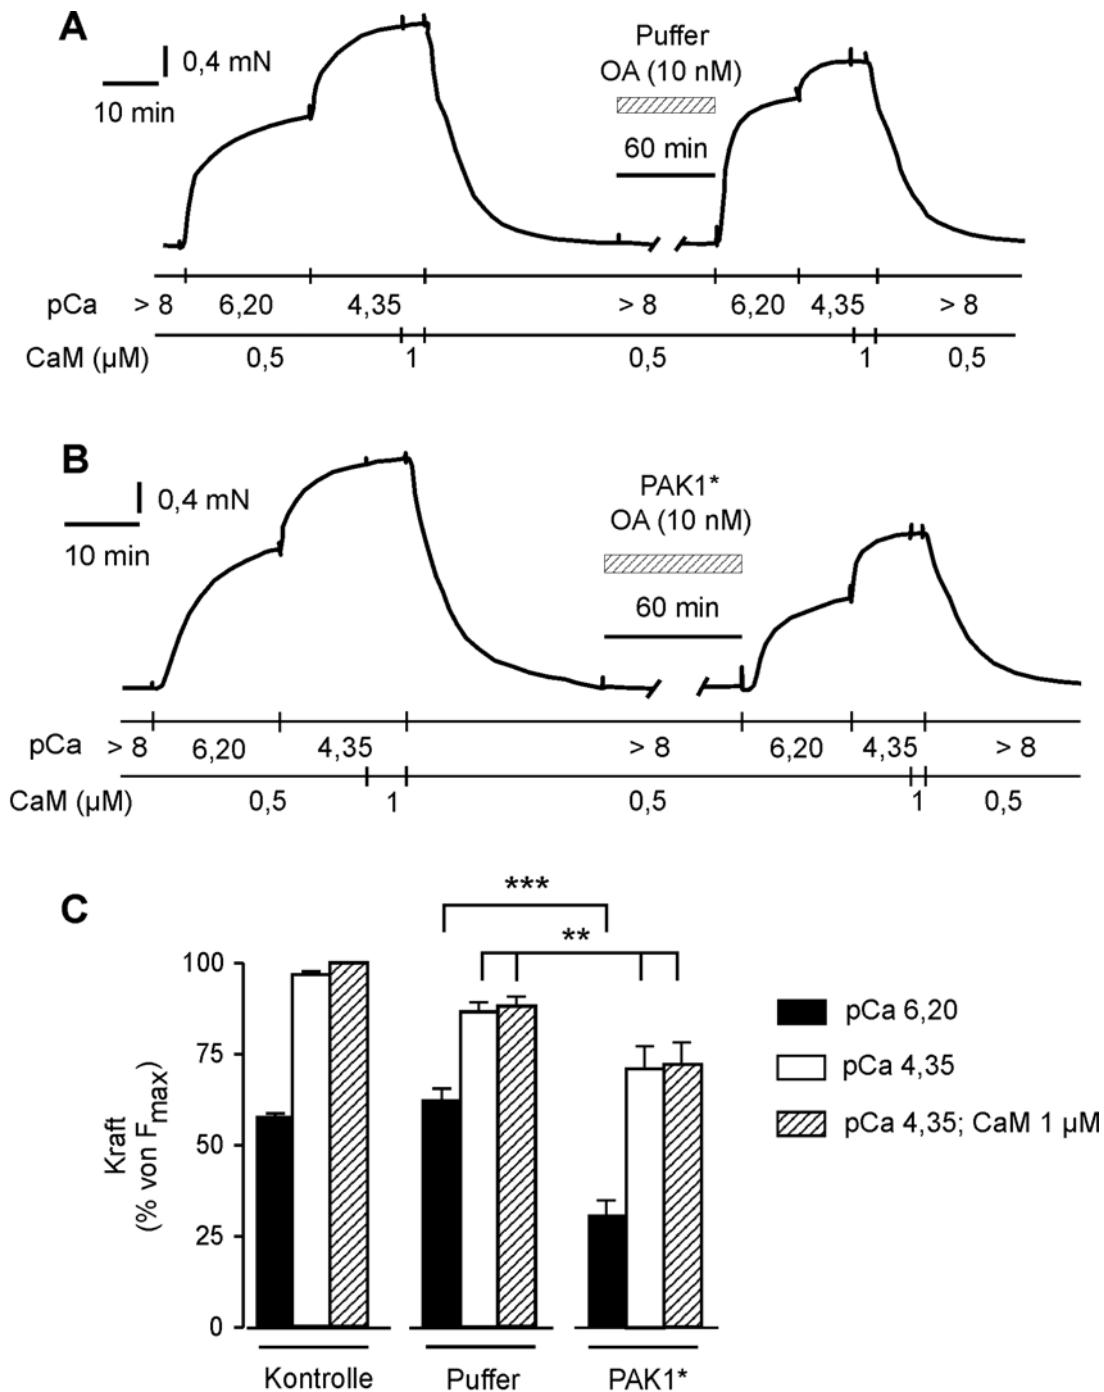 A
0,4 mN
10 min
Puffer
OA (10 nM)
60 min
pCa > 8 6,20 4,35 > 8 6,20 4,35 > 8
CaM (µM) 0,5 1 0,5 1 0,5
B
0,4 mN
10 min
PAK1*
OA (10 nM)
60 min
pCa > 8 6,20 4,35 > 8 6,20 4,35 > 8
CaM (µM) 0,5 1 0,5 1 0,5
C
***
**
Kraft
(% von Fmax)
100
75
50
25
0
Kontrolle Puffer PAK1*
pCa 6,20
pCa 4,35
pCa 4,35; CaM 1 µM